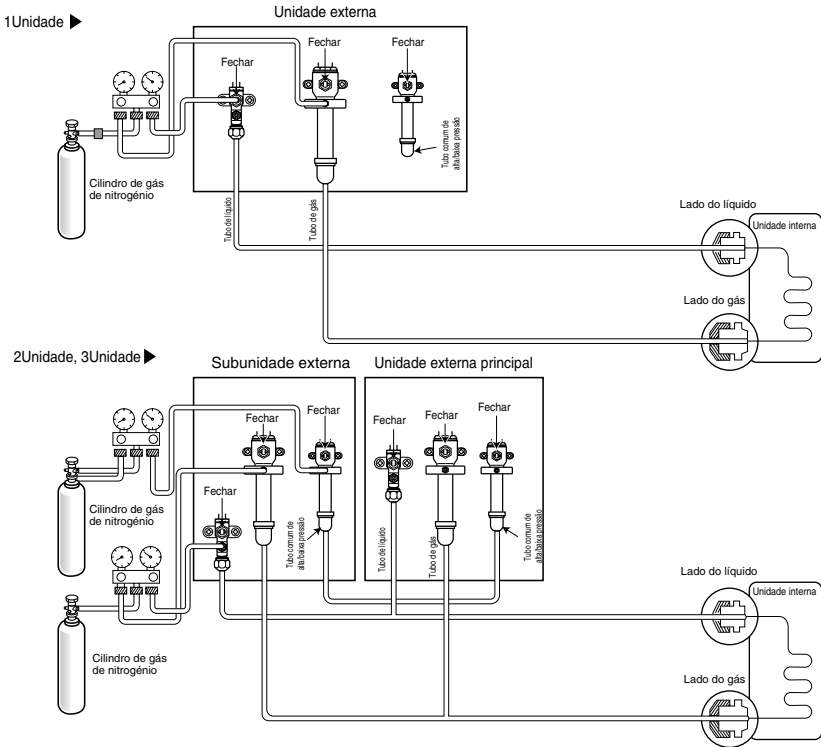 1Unidade
Unidade externa
Fechar
Fechar
Fechar
Tubo comum de
alta/baixa pressão
Cilindro de gás
de nitrogénio
Tubo de líquido
Tubo de gás
Lado do líquido
Unidade interna
Lado do gás
2Unidade, 3Unidade
Subunidade externa
Unidade externa principal
Fechar
Fechar
Fechar
Fechar
Fechar
Fechar
Cilindro de gás
de nitrogénio
Tubo comum de
alta/baixa pressão
Tubo de líquido
Tubo de gás
Tubo comum de
alta/baixa pressão
Lado do líquido
Unidade interna
Cilindro de gás
de nitrogénio
Lado do gás